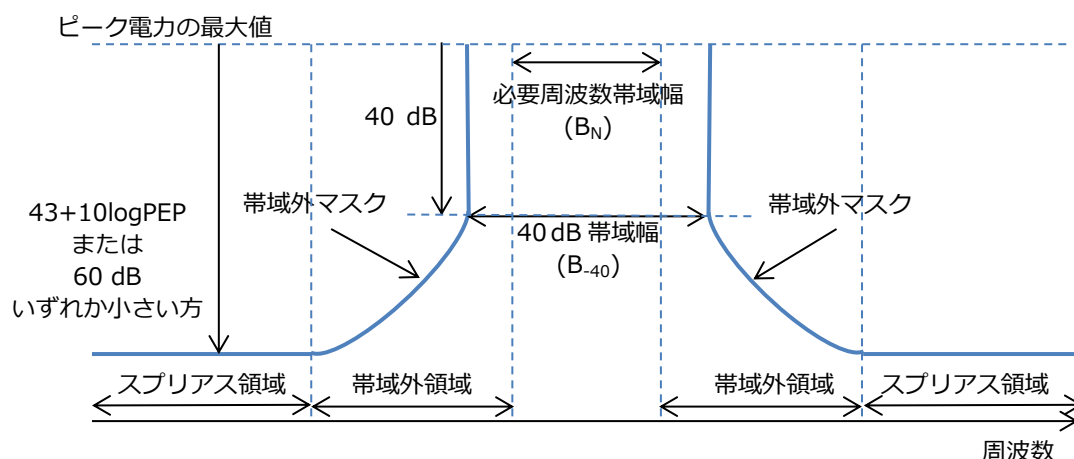 ピーク電力の最大値
必要周波数帯域幅
(BN)
40 dB
帯域外マスク
帯域外マスク
43+10logPEP
または
60 dB
いずれか小さい方
40 dB 帯域幅
(B-40)
スプリアス領域
帯域外領域
帯域外領域
スプリアス領域
周波数